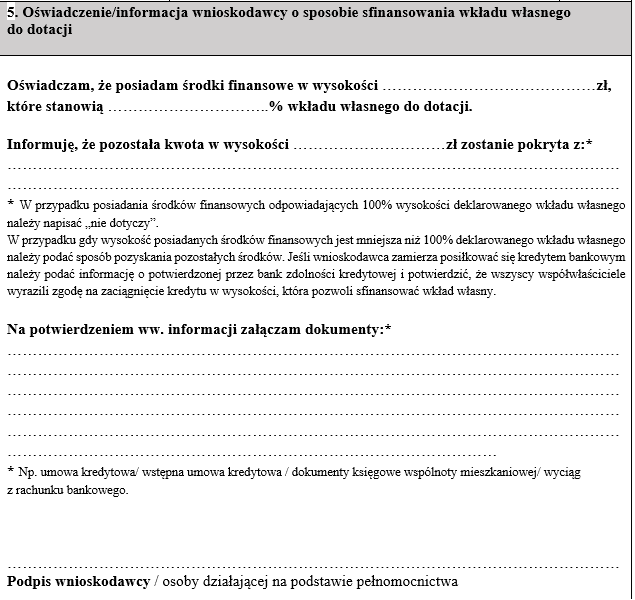 5. Oświadczenie/informacja wnioskodawcy o sposobie sfinansowania wkładu własnego
do dotacji
Oświadczam, że posiadam środki finansowe w wysokości ……………………………………zł,
które stanowią ………………………..% wkładu własnego do dotacji.
Informuję, że pozostała kwota w wysokości …………………………zł zostanie pokryta z:*
……………………………………………………………………………………………………………
……………………………………………………………………………………………………………
* W przypadku posiadania środków finansowych odpowiadających 100% wysokości deklarowanego wkładu własnego
należy napisać „nie dotyczy”.
W przypadku gdy wysokość posiadanych środków finansowych jest mniejsza niż 100% deklarowanego wkładu własnego
należy podać sposób pozyskania pozostałych środków. Jeśli wnioskodawca zamierza posiłkować się kredytem bankowym
należy podać informację o potwierdzonej przez bank zdolności kredytowej i potwierdzić, że wszyscy współwłaściciele
wyrazili zgodę na zaciągnięcie kredytu w wysokości, która pozwoli sfinansować wkład własny.
Na potwierdzeniem ww. informacji załączam dokumenty:*
……………………………………………………………………………………………………………
……………………………………………………………………………………………………………
……………………………………………………………………………………………………………
……………………………………………………………………………………………………………
……………………………………………………………………………………………………………
……………………………………………………………………………………
* Np. umowa kredytowa/ wstępna umowa kredytowa / dokumenty księgowe wspólnoty mieszkaniowej/ wyciąg
z rachunku bankowego.
……………………………………………………………………………………………………………
Podpis wnioskodawcy / osoby działającej na podstawie pełnomocnictwa